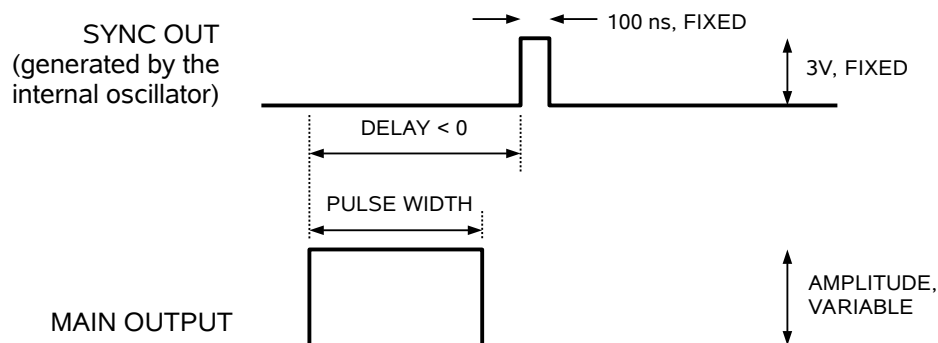 SYNC OUT
(generated by the
internal oscillator)
100 ns, FIXED
3V, FIXED
DELAY < 0
PULSE WIDTH
MAIN OUTPUT
AMPLITUDE,
VARIABLE